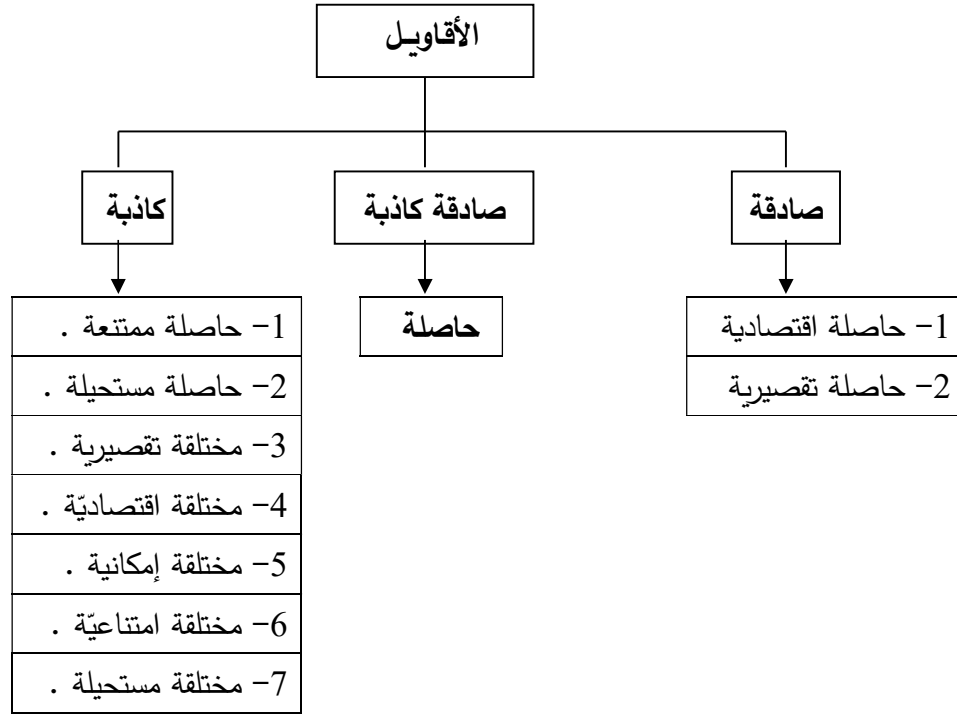 الأقاويل
صادقة
صادقة كاذبة
كاذبة
1- حاصلة اقتصادية
2- حاصلة تقصيرية
حاصلة
1- حاصلة ممتنعة .
2- حاصلة مستحيلة .
3- مختلقة تقصيرية .
4- مختلقة اقتصاديّة .
5- مختلقة إمكانية .
6- مختلقة امتناعيّة .
7- مختلقة مستحيلة .